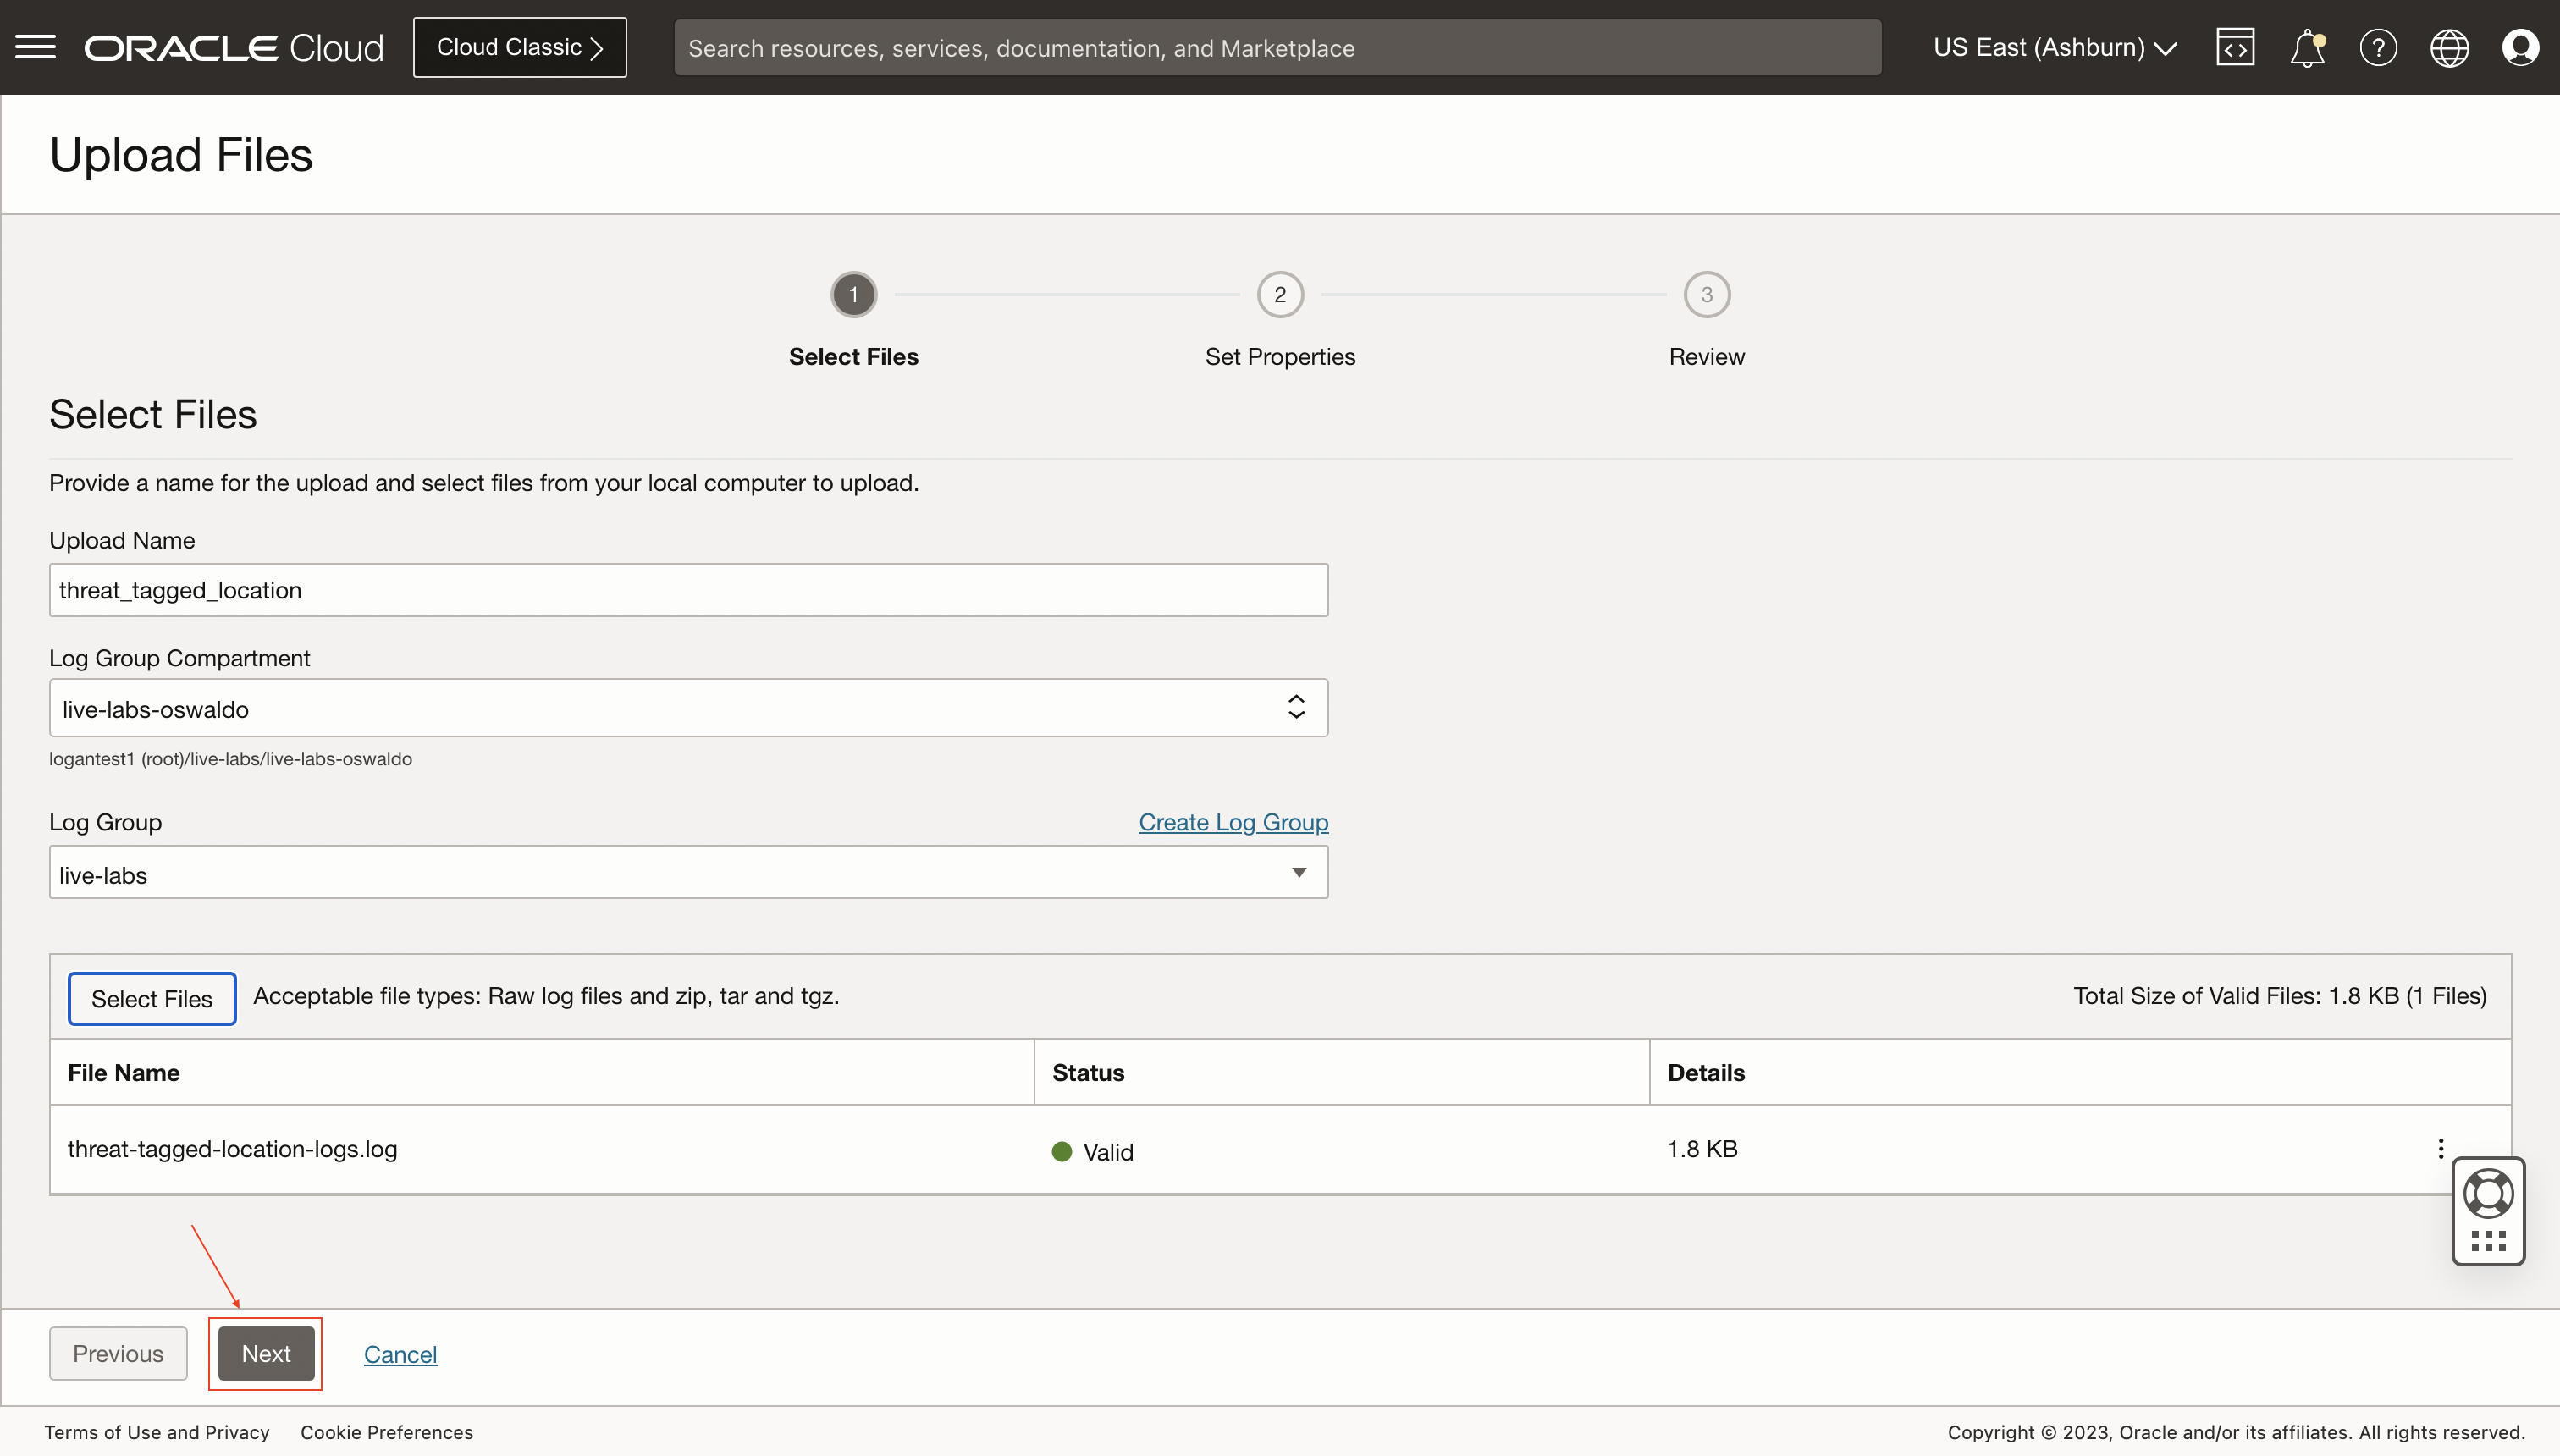 ORACLE Cloud
Cloud Classic
Search resources, services, documentation, and Marketplace
US East (Ashburn)
Upload Files
1
2
3
Select Files
Set Properties
Review
Select Files
Provide a name for the upload and select files from your local computer to upload.
Upload Name
threat_tagged_location
Log Group Compartment
live-labs-oswaldo
logantest1 (root)/live-labs/live-labs-oswaldo
Log Group
Create Log Group
live-labs
Select Files
Acceptable file types: Raw log files and zip, tar and tgz.
Total Size of Valid Files: 1.8 KB (1 Files)
File Name
Status
Details
threat-tagged-location-logs.log
Valid
1.8 KB
Previous
Next
Cancel
Terms of Use and Privacy
Cookie Preferences
Copyright © 2023, Oracle and/or its affiliates. All rights reserved.